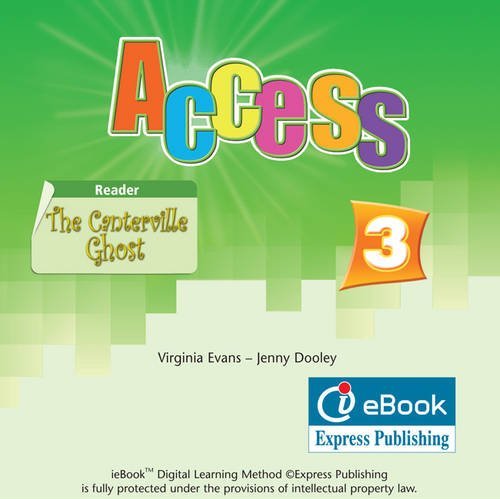 Access
Reader
The Canterville
Ghost
3
Virginia Evans – Jenny Dooley
i eBook
Express Publishing
ieBook™ Digital Learning Method ©Express Publishing
is fully protected under the provisions of intellectual property law.